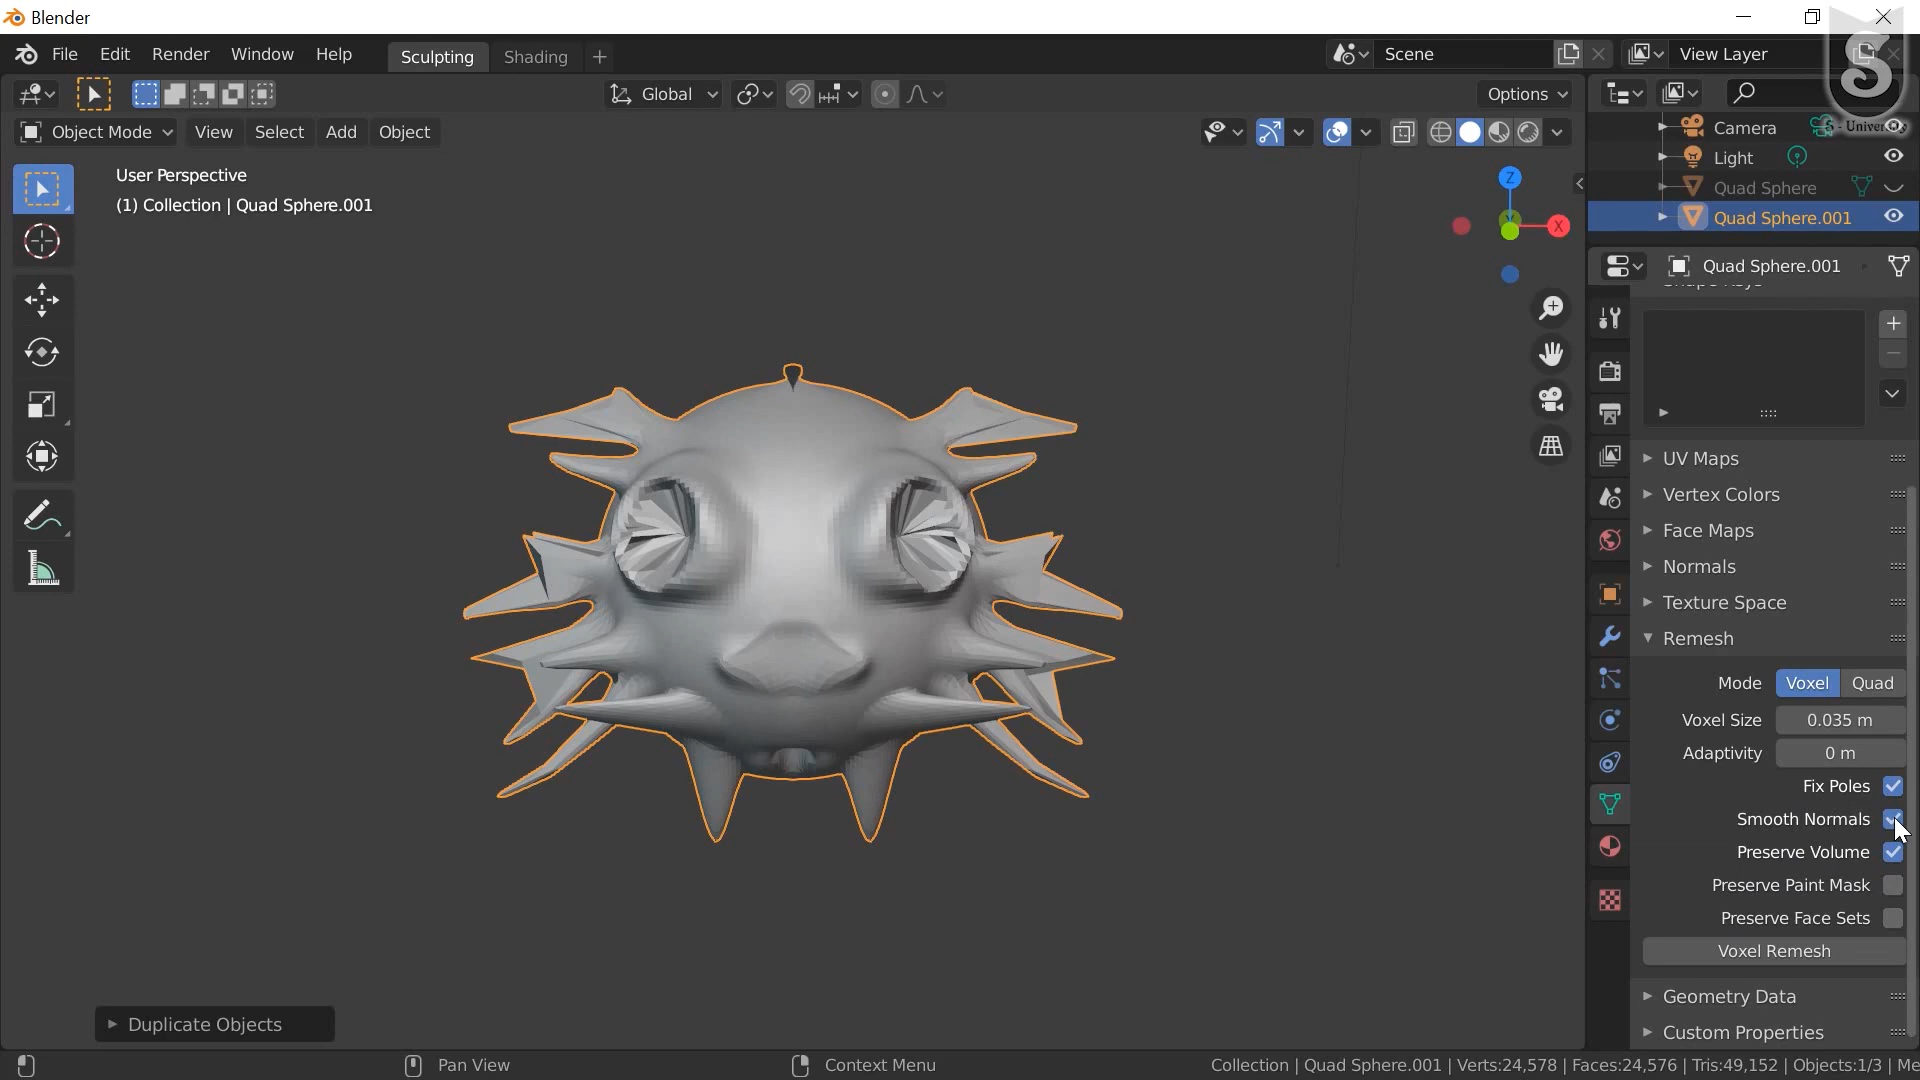 Blender
File Edit Render Window Help
Sculpting Shading +
Scene
View Layer
S
Global
Options
Object Mode View Select Add Object
Camera
S - University
Light
Quad Sphere
Quad Sphere.001
User Perspective
(1) Collection | Quad Sphere.001
Z
X
Quad Sphere.001
Shape Keys
UV Maps
Vertex Colors
Face Maps
Normals
Texture Space
Remesh
Mode Voxel Quad
Voxel Size 0.035 m
Adaptivity 0 m
Fix Poles
Smooth Normals
Preserve Volume
Preserve Paint Mask
Preserve Face Sets
Voxel Remesh
Geometry Data
Custom Properties
Duplicate Objects
Pan View
Context Menu
Collection | Quad Sphere.001 | Verts:24,578 | Faces:24,576 | Tris:49,152 | Objects:1/3 | Me